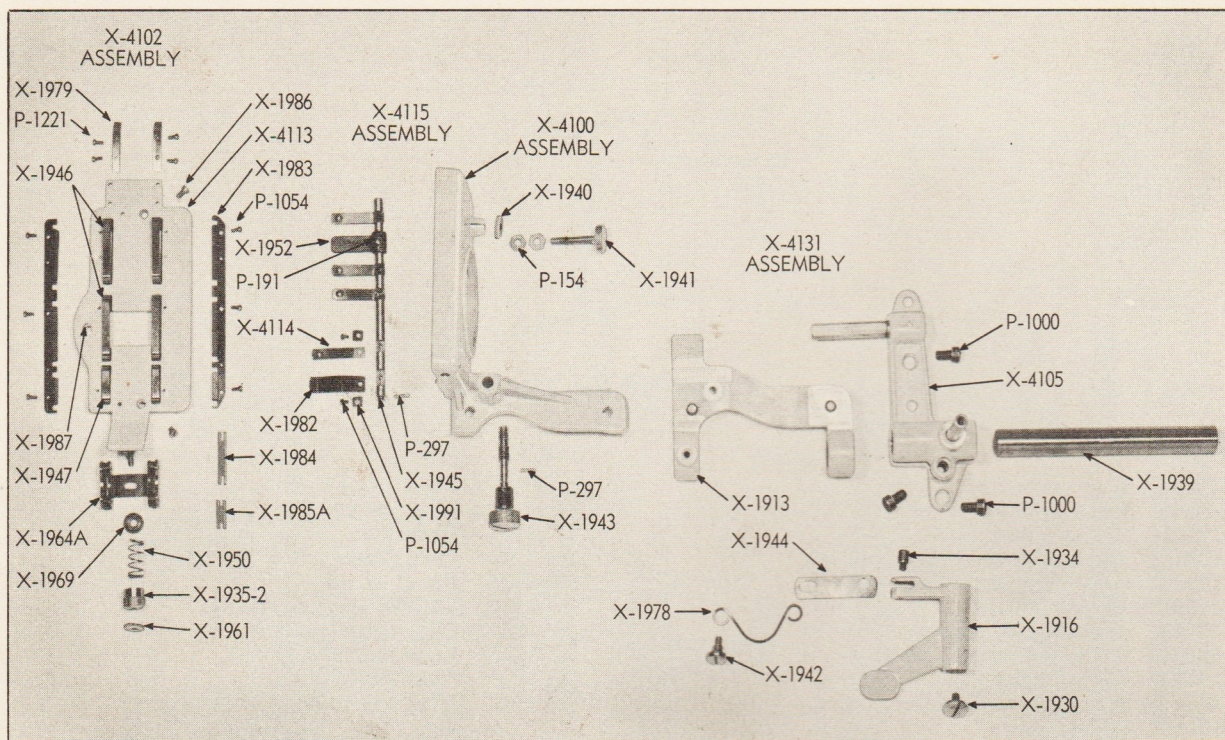 X-4102
ASSEMBLY
X-1979
P-1221
X-1946
X-1986
X-4113
X-1983
P-1054
X-1987
X-1947
X-1964A
X-1969
X-1984
X-1985A
X-1950
X-1935-2
X-1961
X-4115
ASSEMBLY
X-1952
P-191
X-4114
X-1982
P-297
X-1945
X-1991
P-1054
X-4100
ASSEMBLY
X-1940
P-154
X-1941
P-297
X-1943
X-4131
ASSEMBLY
P-1000
X-4105
X-1913
X-1939
P-1000
X-1944
X-1934
X-1978
X-1916
X-1942
X-1930